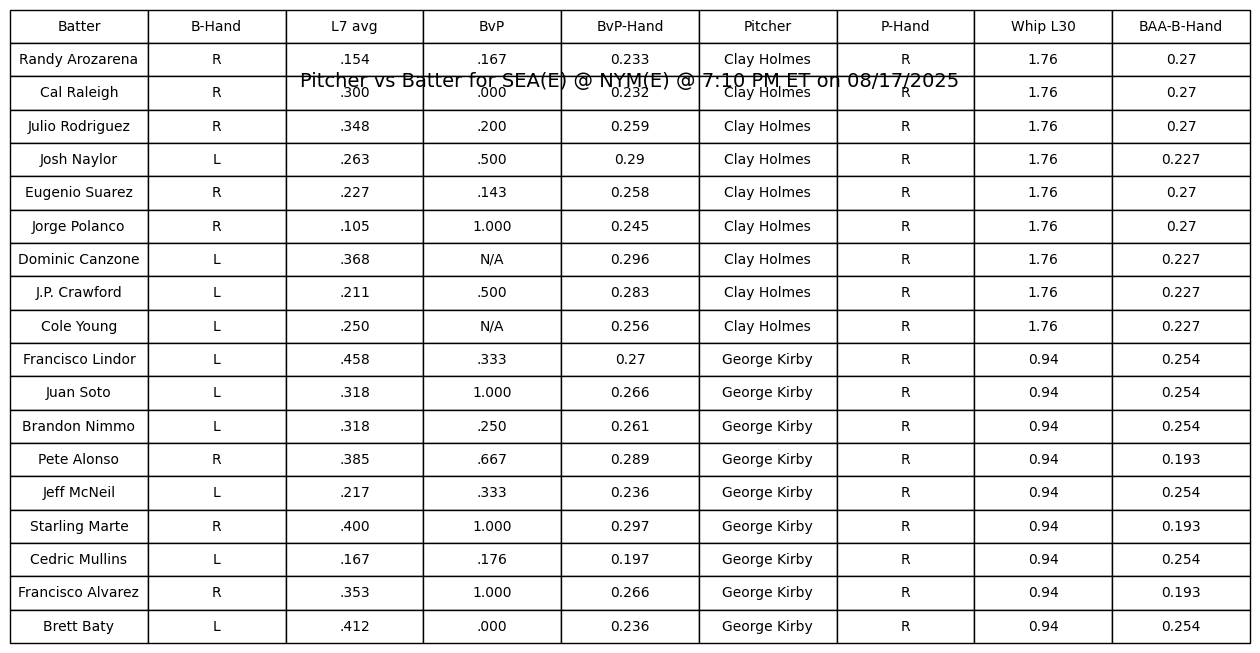 Batter B-Hand L7 avg BvP BvP-Hand Pitcher P-Hand Whip L30 BAA-B-Hand
Randy Arozarena R .154 .167 0.233 Clay Holmes R 1.76 0.27
Pitcher vs Batter for SEA(E) @ NYM(E) @ 7:10 PM ET on 08/17/2025
Cal Raleigh R .300 .000 0.232 Clay Holmes R 1.76 0.27
Julio Rodriguez R .348 .200 0.259 Clay Holmes R 1.76 0.27
Josh Naylor L .263 .500 0.29 Clay Holmes R 1.76 0.227
Eugenio Suarez R .227 .143 0.258 Clay Holmes R 1.76 0.27
Jorge Polanco R .105 1.000 0.245 Clay Holmes R 1.76 0.27
Dominic Canzone L .368 N/A 0.296 Clay Holmes R 1.76 0.227
J.P. Crawford L .211 .500 0.283 Clay Holmes R 1.76 0.227
Cole Young L .250 N/A 0.256 Clay Holmes R 1.76 0.227
Francisco Lindor L .458 .333 0.27 George Kirby R 0.94 0.254
Juan Soto L .318 1.000 0.266 George Kirby R 0.94 0.254
Brandon Nimmo L .318 .250 0.261 George Kirby R 0.94 0.254
Pete Alonso R .385 .667 0.289 George Kirby R 0.94 0.193
Jeff McNeil L .217 .333 0.236 George Kirby R 0.94 0.254
Starling Marte R .400 1.000 0.297 George Kirby R 0.94 0.193
Cedric Mullins L .167 .176 0.197 George Kirby R 0.94 0.254
Francisco Alvarez R .353 1.000 0.266 George Kirby R 0.94 0.193
Brett Baty L .412 .000 0.236 George Kirby R 0.94 0.254